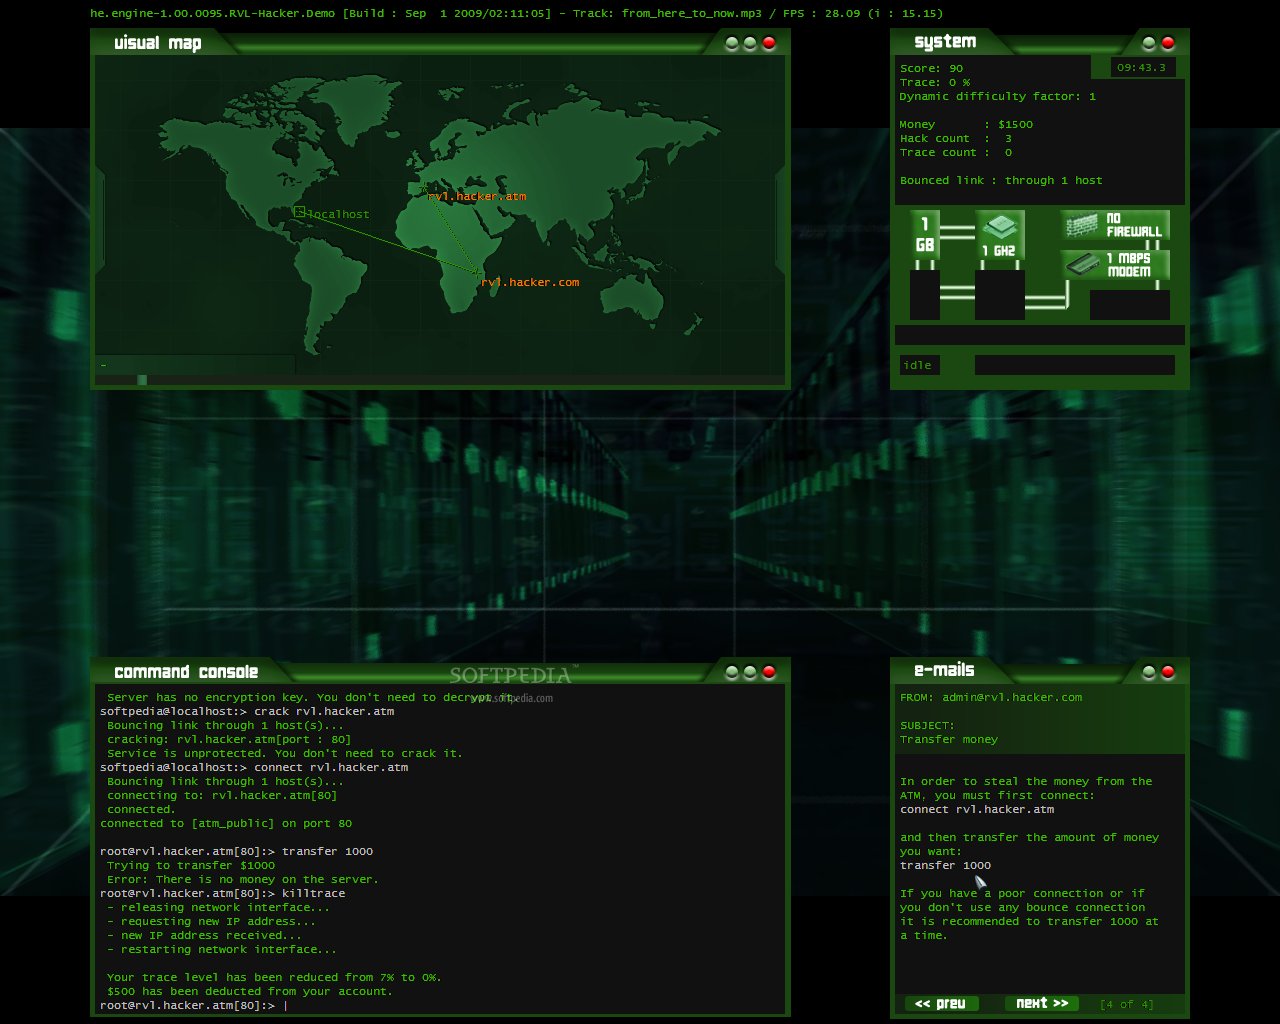 he.engine-1.00.0095.RVL-Hacker.Demo [Build : Sep  1 2009/02:11:05] - Track: from_here_to_now.mp3 / FPS : 28.09 (i : 15.15)
visual map
rvl.hacker.atm
localhost
rvl.hacker.com
-
system
09:43.3
Score: 90
Trace: 0 %
Dynamic difficulty factor: 1
Money       : $1500
Hack count  :  3
Trace count :  0
Bounced link : through 1 host
1 GB
1 GHZ
NO FIREWALL
1 MBPS MODEM
idle
command console
SOFTPEDIA™
www.softpedia.com
Server has no encryption key. You don't need to decrypt it.
softpedia@localhost:> crack rvl.hacker.atm
Bouncing link through 1 host(s)...
cracking: rvl.hacker.atm[port : 80]
Service is unprotected. You don't need to crack it.
softpedia@localhost:> connect rvl.hacker.atm
Bouncing link through 1 host(s)...
connecting to: rvl.hacker.atm[80]
connected.
connected to [atm_public] on port 80
root@rvl.hacker.atm[80]:> transfer 1000
Trying to transfer $1000
Error: There is no money on the server.
root@rvl.hacker.atm[80]:> killtrace
- releasing network interface...
- requesting new IP address...
- new IP address received...
- restarting network interface...
Your trace level has been reduced from 7% to 0%.
$500 has been deducted from your account.
root@rvl.hacker.atm[80]:> |
e-mails
FROM: admin@rvl.hacker.com
SUBJECT:
Transfer money
In order to steal the money from the
ATM, you must first connect:
connect rvl.hacker.atm
and then transfer the amount of money
you want:
transfer 1000
If you have a poor connection or if
you don't use any bounce connection
it is recommended to transfer 1000 at
a time.
<< prev
next >>
[4 of 4]